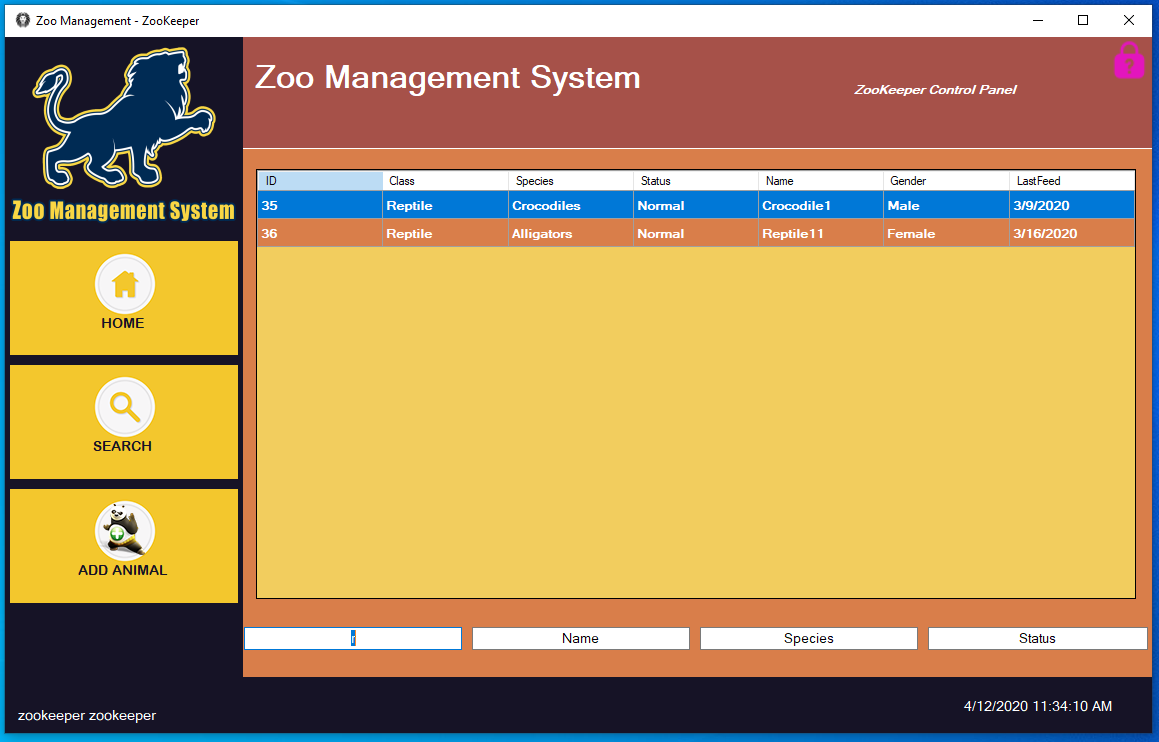 Zoo Management - ZooKeeper
Zoo Management System
ZooKeeper Control Panel
Zoo Management System
HOME
SEARCH
ADD ANIMAL
ID Class Species Status Name Gender LastFeed
35 Reptile Crocodiles Normal Crocodile1 Male 3/9/2020
36 Reptile Alligators Normal Reptile11 Female 3/16/2020
r Name Species Status
zookeeper zookeeper
4/12/2020 11:34:10 AM